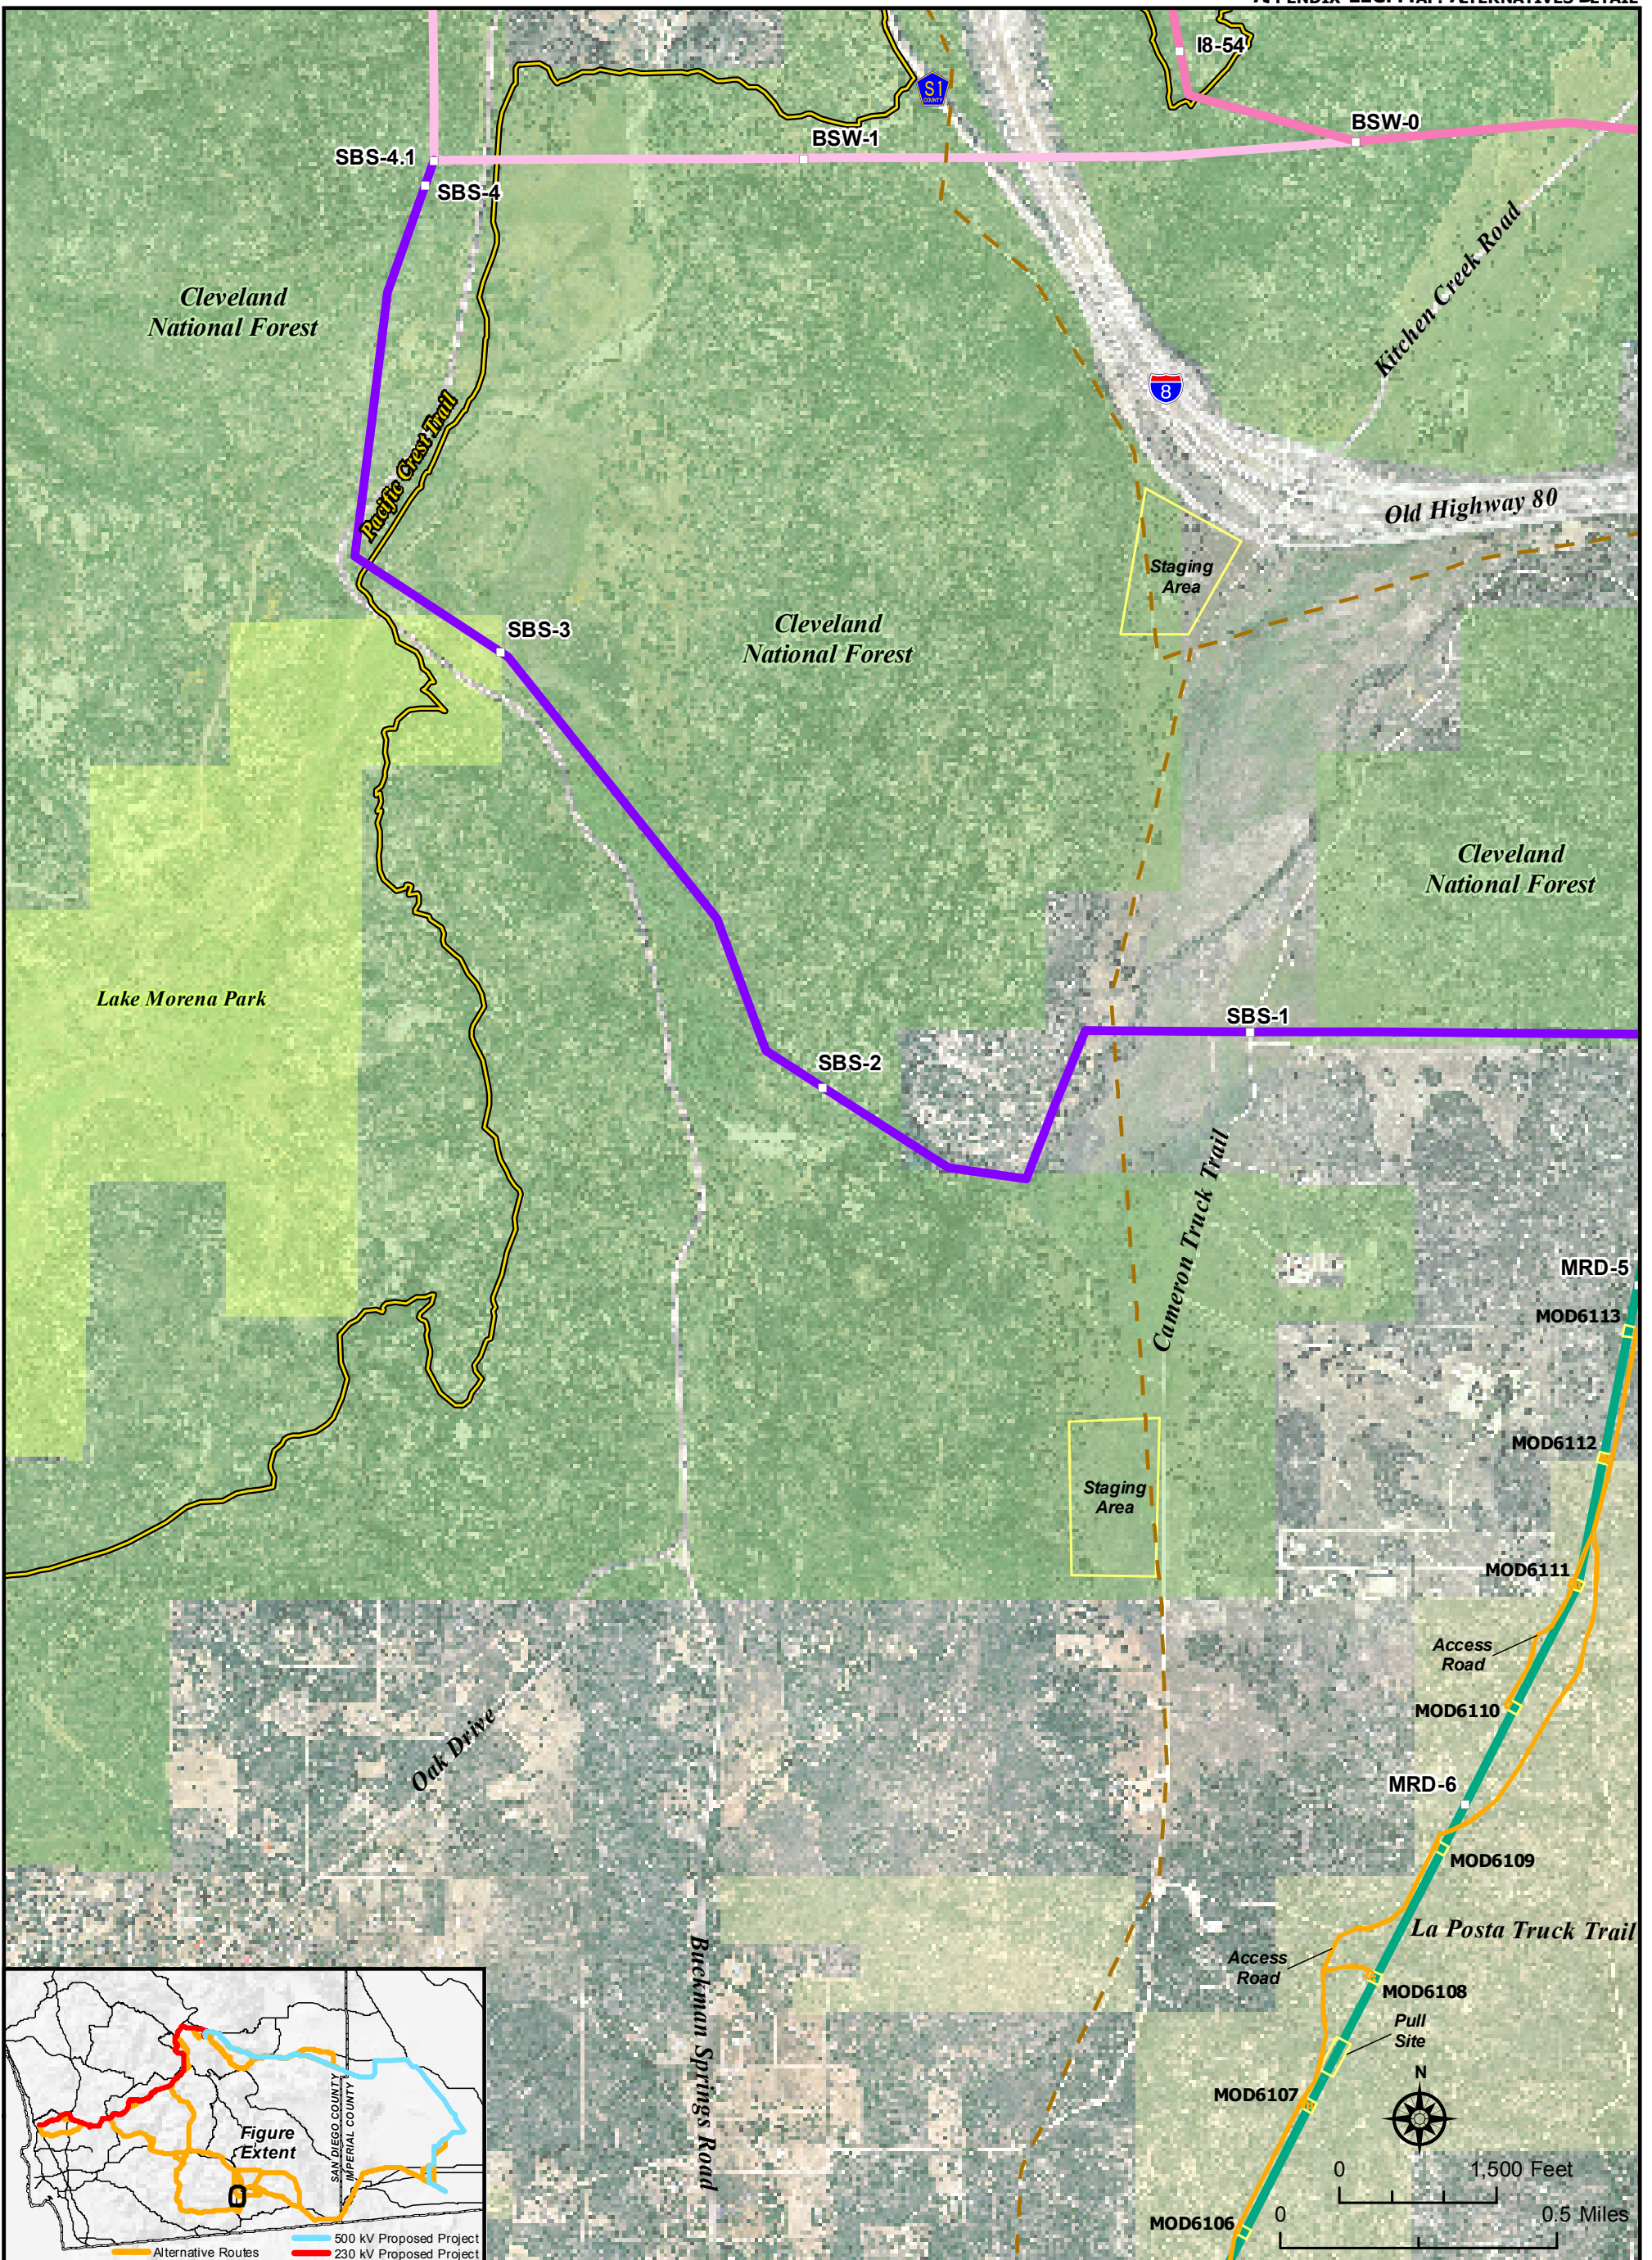 I8-54
S1
COUNTY
BSW-0
BSW-1
SBS-4.1
SBS-4
Kitchen Creek Road
Cleveland
National Forest
8
Pacific Crest Trail
Old Highway 80
Staging
Area
SBS-3
Cleveland
National Forest
Cleveland
National Forest
Lake Morena Park
SBS-1
SBS-2
Cameron Truck Trail
MRD-5
MOD6113
MOD6112
Staging
Area
MOD6111
Access
Road
MOD6110
Oak Drive
MRD-6
MOD6109
La Posta Truck Trail
Access
Road
MOD6108
Pull
Site
Buckman Springs Road
N
MOD6107
0 1,500 Feet
0 0.5 Miles
MOD6106
SAN DIEGO COUNTY
IMPERIAL COUNTY
Figure
Extent
500 kV Proposed Project
Alternative Routes
230 kV Proposed Project